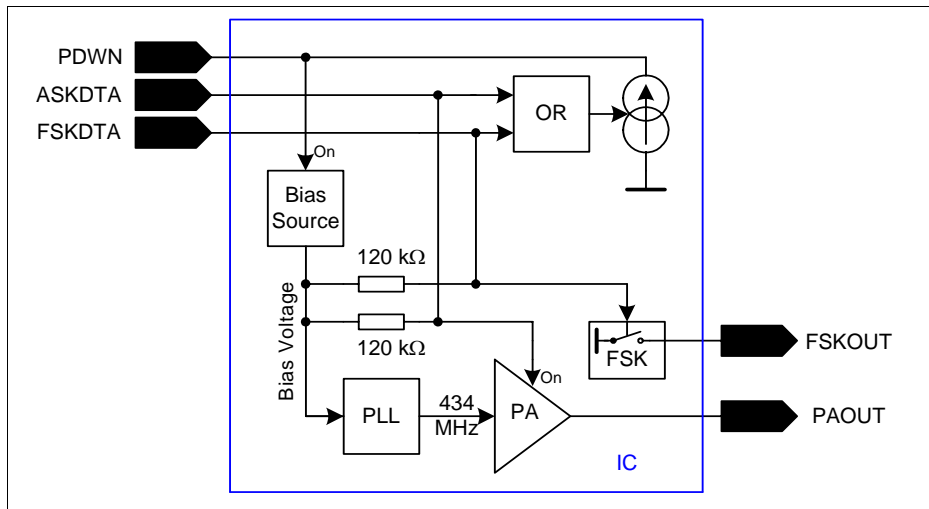 PDWN
ASKDTA
FSKDTA
On
Bias
Source
OR
120 kΩ
120 kΩ
Bias Voltage
PLL
434
MHz
PA
On
FSK
FSKOUT
PAOUT
IC